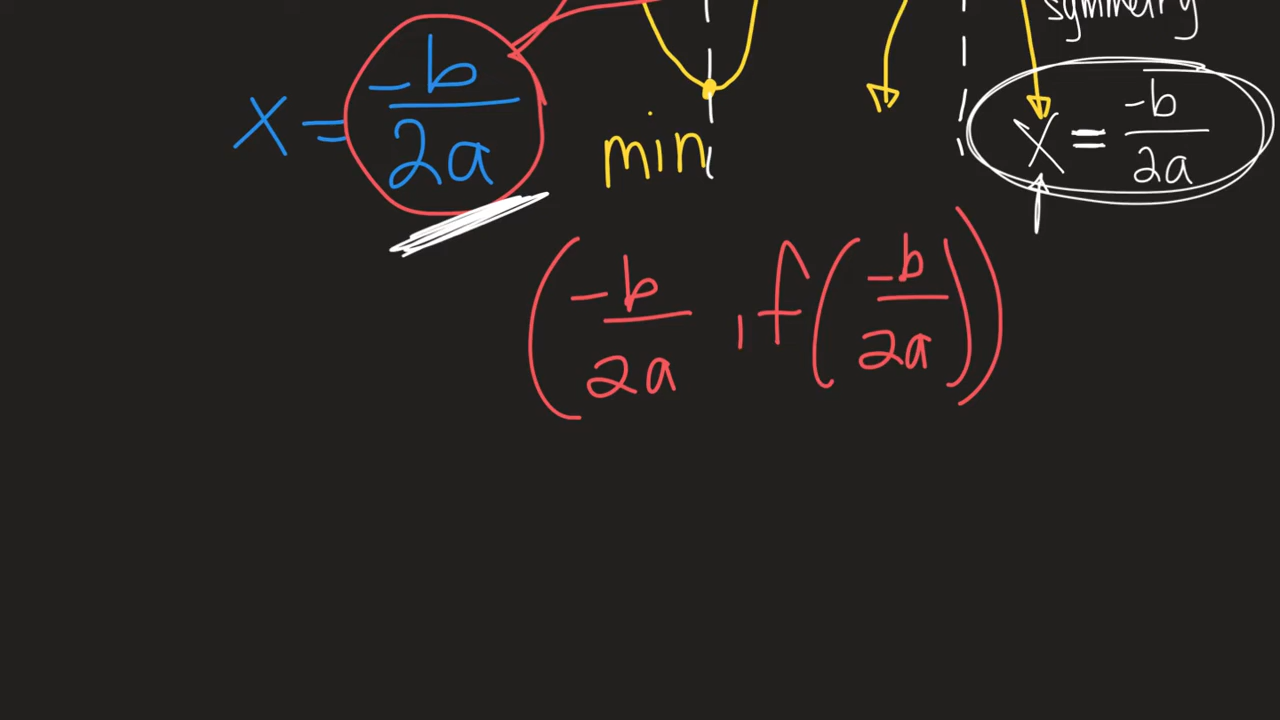 symmetry
x = -b/2a
min
x = -b/2a
(-b/2a, f(-b/2a))